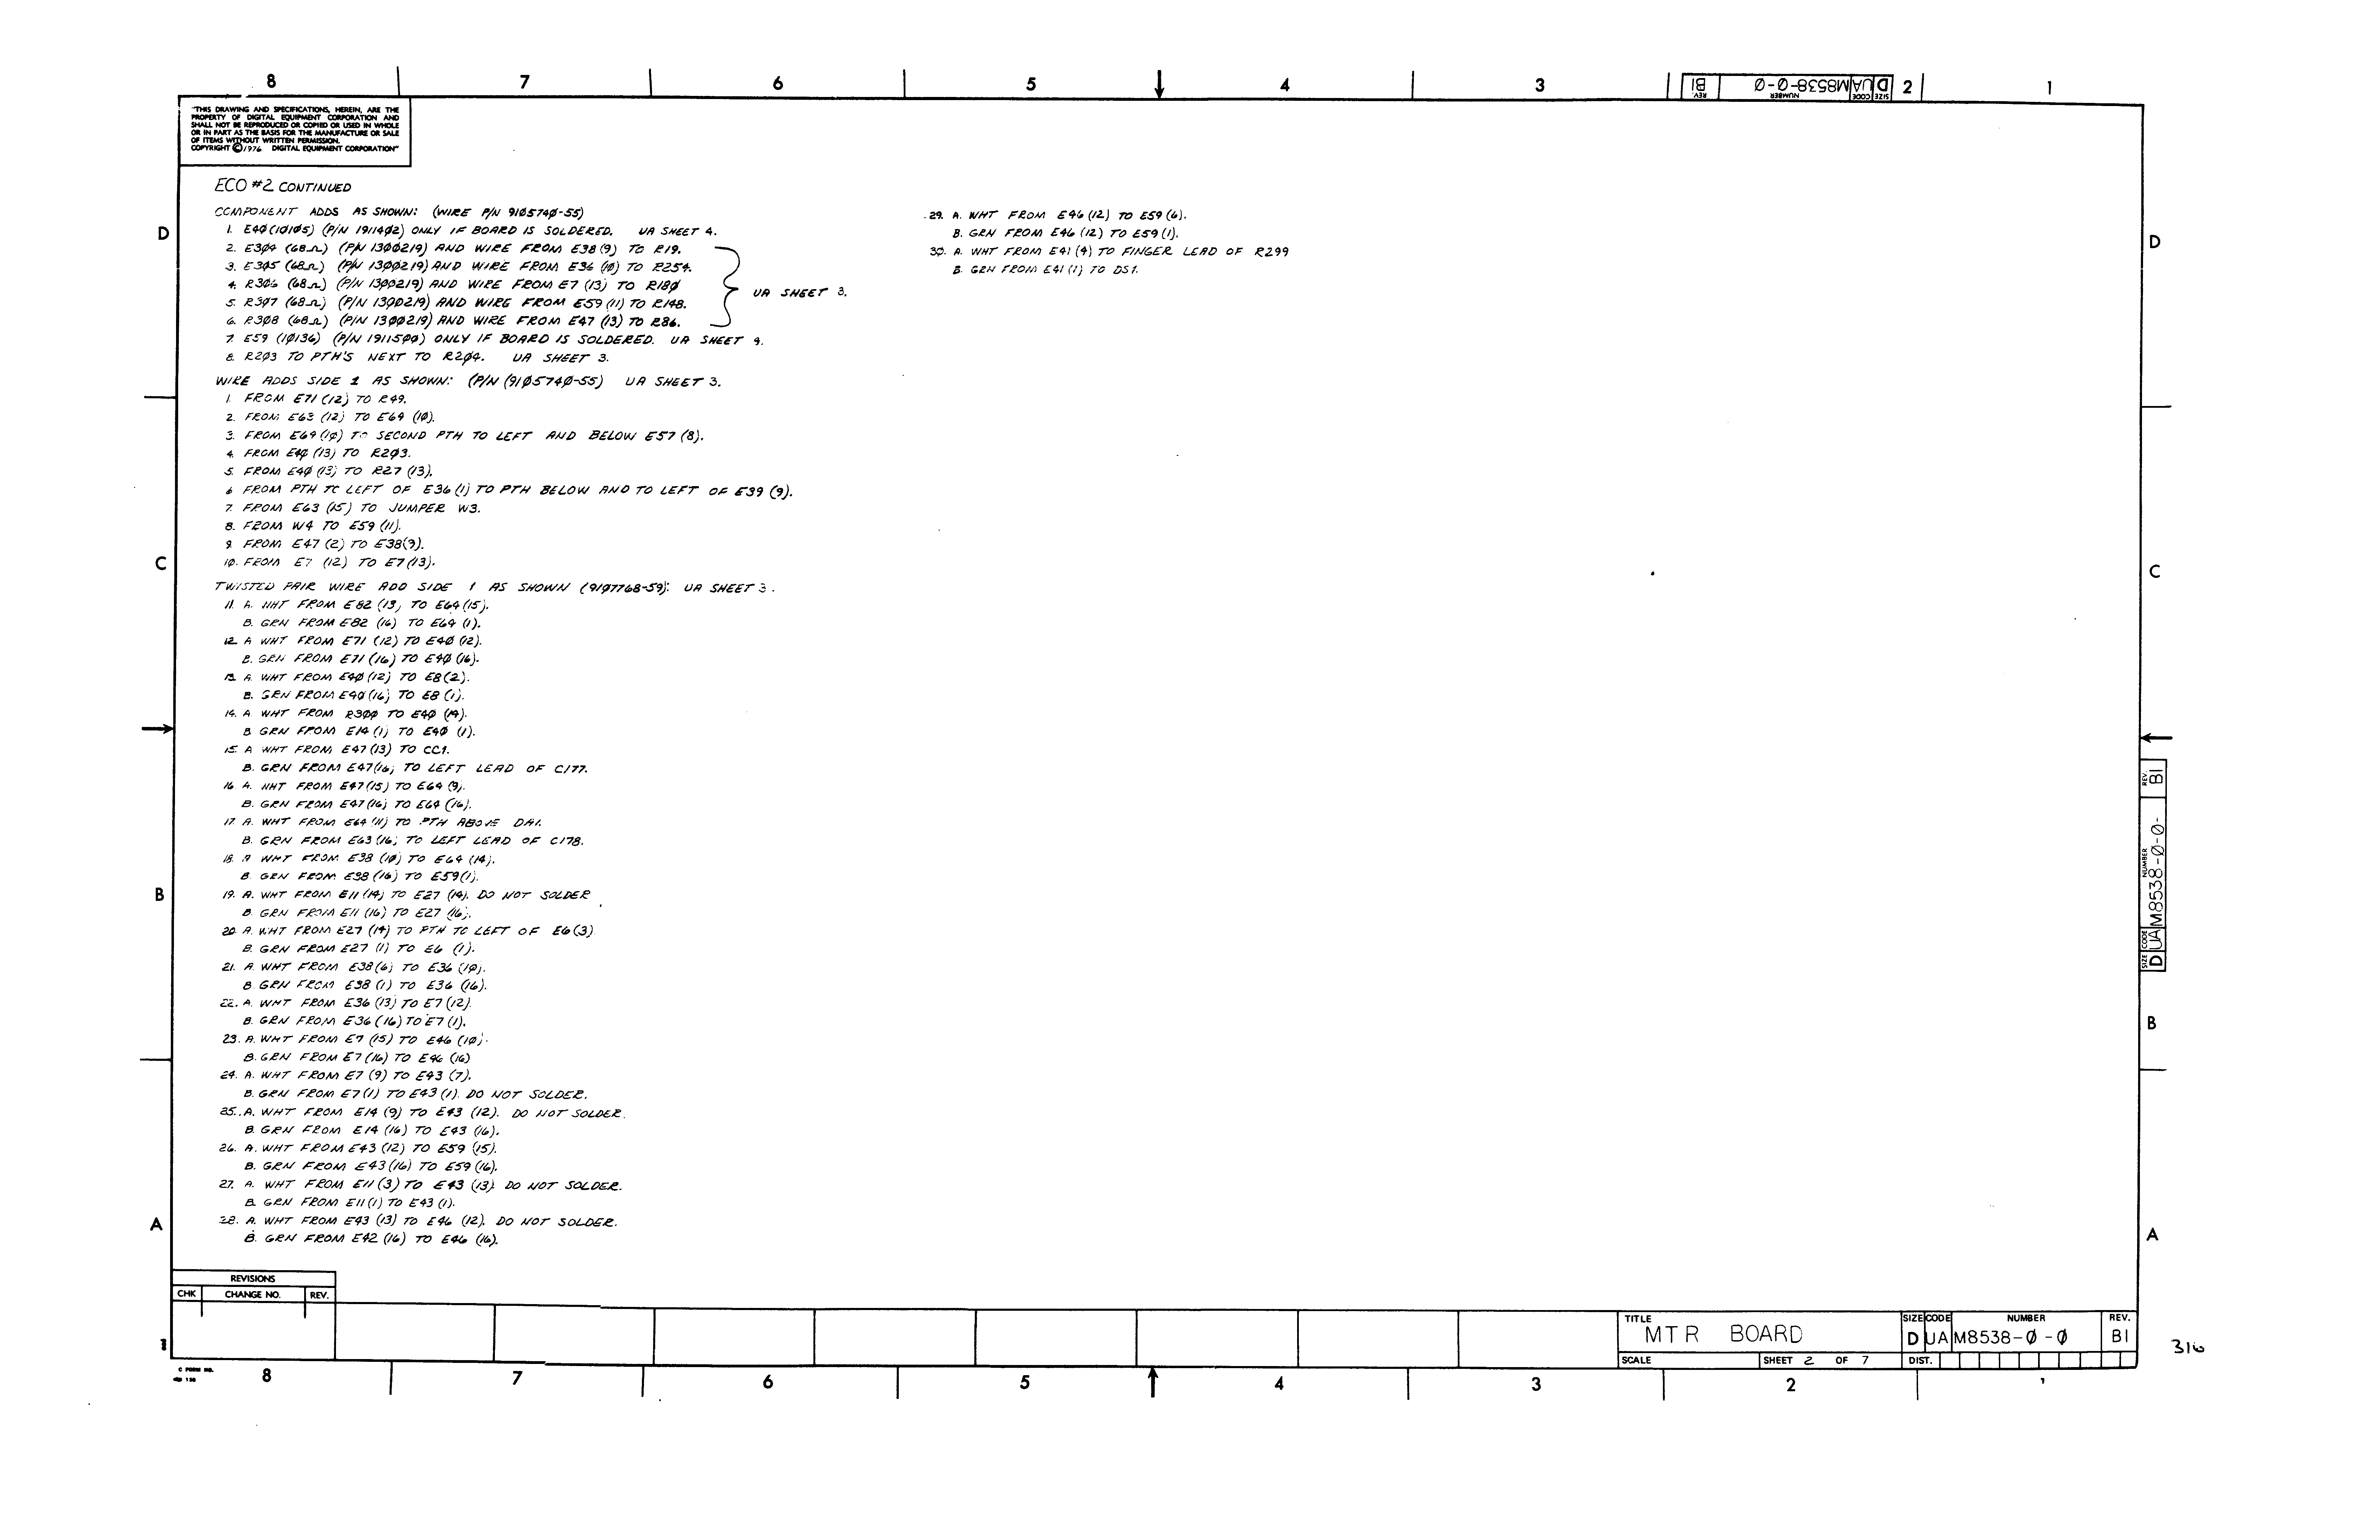 8 7 6 5 4 3 2 1
SIZE CODE NUMBER REV.
D UA M8538-0-0 B1
"THIS DRAWING AND SPECIFICATIONS, HEREIN, ARE THE
PROPERTY OF DIGITAL EQUIPMENT CORPORATION AND
SHALL NOT BE REPRODUCED OR COPIED OR USED IN WHOLE
OR IN PART AS THE BASIS FOR THE MANUFACTURE OR SALE
OF ITEMS WITHOUT WRITTEN PERMISSION.
COPYRIGHT © 1976 DIGITAL EQUIPMENT CORPORATION"
ECO #2 CONTINUED
COMPONENT ADDS AS SHOWN: (WIRE P/N 91Ø574Ø-55)
1. E4Ø (1Ø1Ø5) (P/N 19114Ø2) ONLY IF BOARD IS SOLDERED. UA SHEET 4.
2. E3Ø4 (68Ω) (P/N 13ØØ219) AND WIRE FROM E38 (9) TO R19.
3. E3Ø5 (68Ω) (P/N 13ØØ219) AND WIRE FROM E36 (1Ø) TO R254.
4. R3Ø6 (68Ω) (P/N 13ØØ219) AND WIRE FROM E7 (13) TO R18Ø
5. R3Ø7 (68Ω) (P/N 13ØØ219) AND WIRE FROM E59 (11) TO R148.
6. R3Ø8 (68Ω) (P/N 13ØØ219) AND WIRE FROM E47 (13) TO R86.
UA SHEET 3.
7. E59 (1Ø136) (P/N 19115ØØ) ONLY IF BOARD IS SOLDERED. UA SHEET 4.
8. R2Ø3 TO PTH'S NEXT TO R2Ø4. UA SHEET 3.
WIRE ADDS SIDE 1 AS SHOWN: (P/N (91Ø574Ø-55) UA SHEET 3.
1. FROM E71 (12) TO R49.
2. FROM E63 (12) TO E64 (1Ø).
3. FROM E64 (1Ø) TO SECOND PTH TO LEFT AND BELOW E57 (8).
4. FROM E4Ø (13) TO R2Ø3.
5. FROM E4Ø (13) TO R27 (13).
6 FROM PTH TO LEFT OF E36 (1) TO PTH BELOW AND TO LEFT OF E39 (9).
7. FROM E63 (15) TO JUMPER W3.
8. FROM W4 TO E59 (11).
9. FROM E47 (2) TO E38(9).
1Ø. FROM E7 (12) TO E7 (13).
TWISTED PAIR WIRE ADD SIDE 1 AS SHOWN (91Ø7768-59): UA SHEET 3.
11. A. WHT FROM E82 (13) TO E64 (15).
B. GRN FROM E82 (16) TO E64 (1).
12. A WHT FROM E71 (12) TO E4Ø (12).
B. GRN FROM E71 (16) TO E4Ø (16).
13. A. WHT FROM E4Ø (12) TO E8 (2).
B. GRN FROM E4Ø (16) TO E8 (1).
14. A WHT FROM R3ØØ TO E4Ø (14).
B GRN FROM E14 (1) TO E4Ø (1).
15. A WHT FROM E47 (13) TO CC1.
B. GRN FROM E47 (16) TO LEFT LEAD OF C177.
16 A. WHT FROM E47 (15) TO E64 (9).
B. GRN FROM E47 (16) TO E64 (16).
17. A. WHT FROM E64 (11) TO PTH ABOVE DA1.
B. GRN FROM E63 (16) TO LEFT LEAD OF C178.
18. A WHT FROM E38 (1Ø) TO E64 (14).
B. GRN FROM E38 (16) TO E59 (1).
19. A. WHT FROM E11 (14) TO E27 (14). DO NOT SOLDER
B. GRN FROM E11 (16) TO E27 (16).
2Ø. A. WHT FROM E27 (14) TO PTH TO LEFT OF E6 (3)
B. GRN FROM E27 (1) TO E6 (1).
21. A. WHT FROM E38 (6) TO E36 (1Ø).
B GRN FROM E38 (1) TO E36 (16).
22. A. WHT FROM E36 (13) TO E7 (12).
B. GRN FROM E36 (16) TO E7 (1).
23. A. WHT FROM E7 (15) TO E46 (1Ø).
B. GRN FROM E7 (16) TO E46 (16)
24. A. WHT FROM E7 (9) TO E43 (7).
B. GRN FROM E7 (1) TO E43 (1). DO NOT SOLDER.
25. A. WHT FROM E14 (9) TO E43 (12). DO NOT SOLDER.
B. GRN FROM E14 (16) TO E43 (16).
26. A. WHT FROM E43 (12) TO E59 (15).
B. GRN FROM E43 (16) TO E59 (16).
27. A. WHT FROM E11 (3) TO E43 (13). DO NOT SOLDER.
B. GRN FROM E11 (1) TO E43 (1).
28. A. WHT FROM E43 (13) TO E46 (12). DO NOT SOLDER.
B. GRN FROM E42 (16) TO E46 (16).
29. A. WHT FROM E46 (12) TO E59 (6).
B. GRN FROM E46 (12) TO E59 (1).
3Ø. A. WHT FROM E41 (4) TO FINGER LEAD OF R299
B. GRN FROM E41 (1) TO DS1.
D D
C C
B B
A A
SIZE CODE NUMBER REV
D UA M8538-Ø-Ø- B1
REVISIONS
CHK CHANGE NO. REV.
TITLE
MTR BOARD
SIZE CODE NUMBER REV.
D UA M8538-Ø-Ø B1
SCALE SHEET 2 OF 7 DIST.
316
8 7 6 5 4 3 2 1